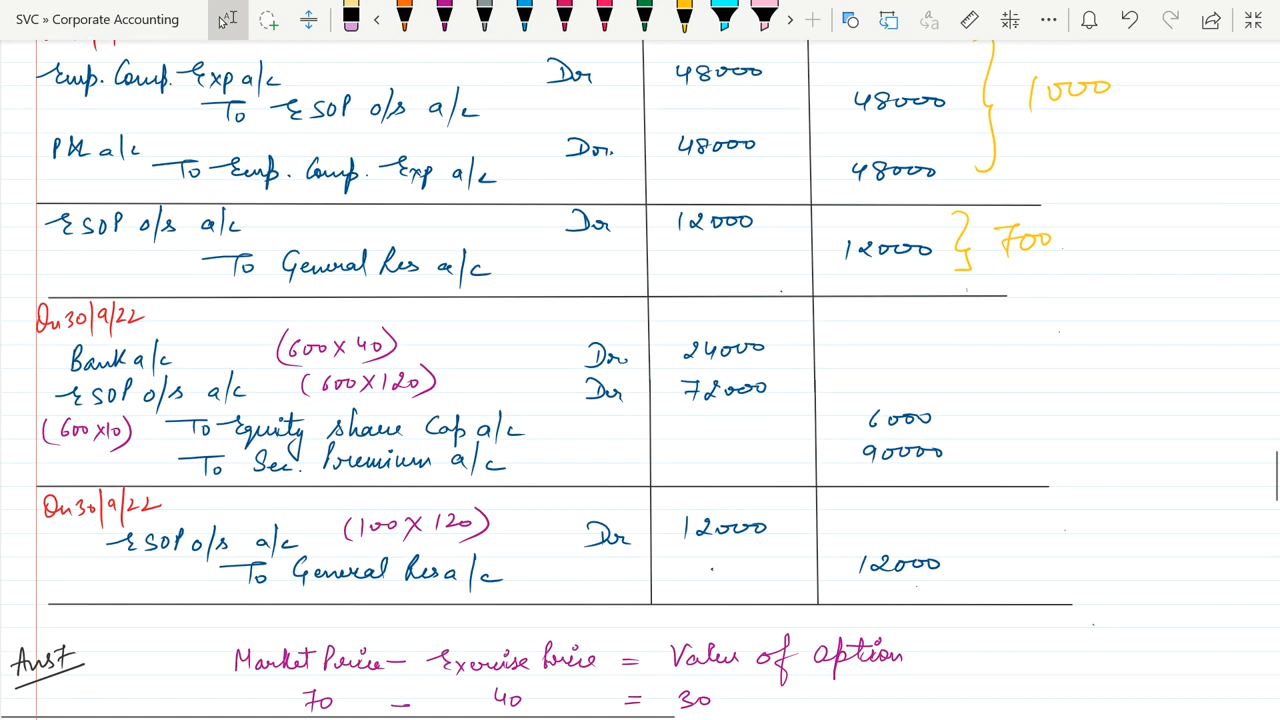 SVC » Corporate Accounting
Emp. Comp. Exp a/c Dr 48000 1000
To ESOP o/s a/c 48000
P&L a/c Dr. 48000
To Emp. Comp. Exp a/c 48000
ESOP o/s a/c Dr 12000 700
To General Res a/c 12000
On 30/9/22
Bank a/c (600 X 40) Dr 24000
ESOP o/s a/c (600 X 120) Dr 72000
(600 X 10) To Equity Share Cap a/c 6000
To Sec. Premium a/c 90000
On 30/9/22
ESOP o/s a/c (100 X 120) Dr 12000
To General Res a/c 12000
Ans 7 Market Price - Exercise Price = Value of option
70 - 40 = 30